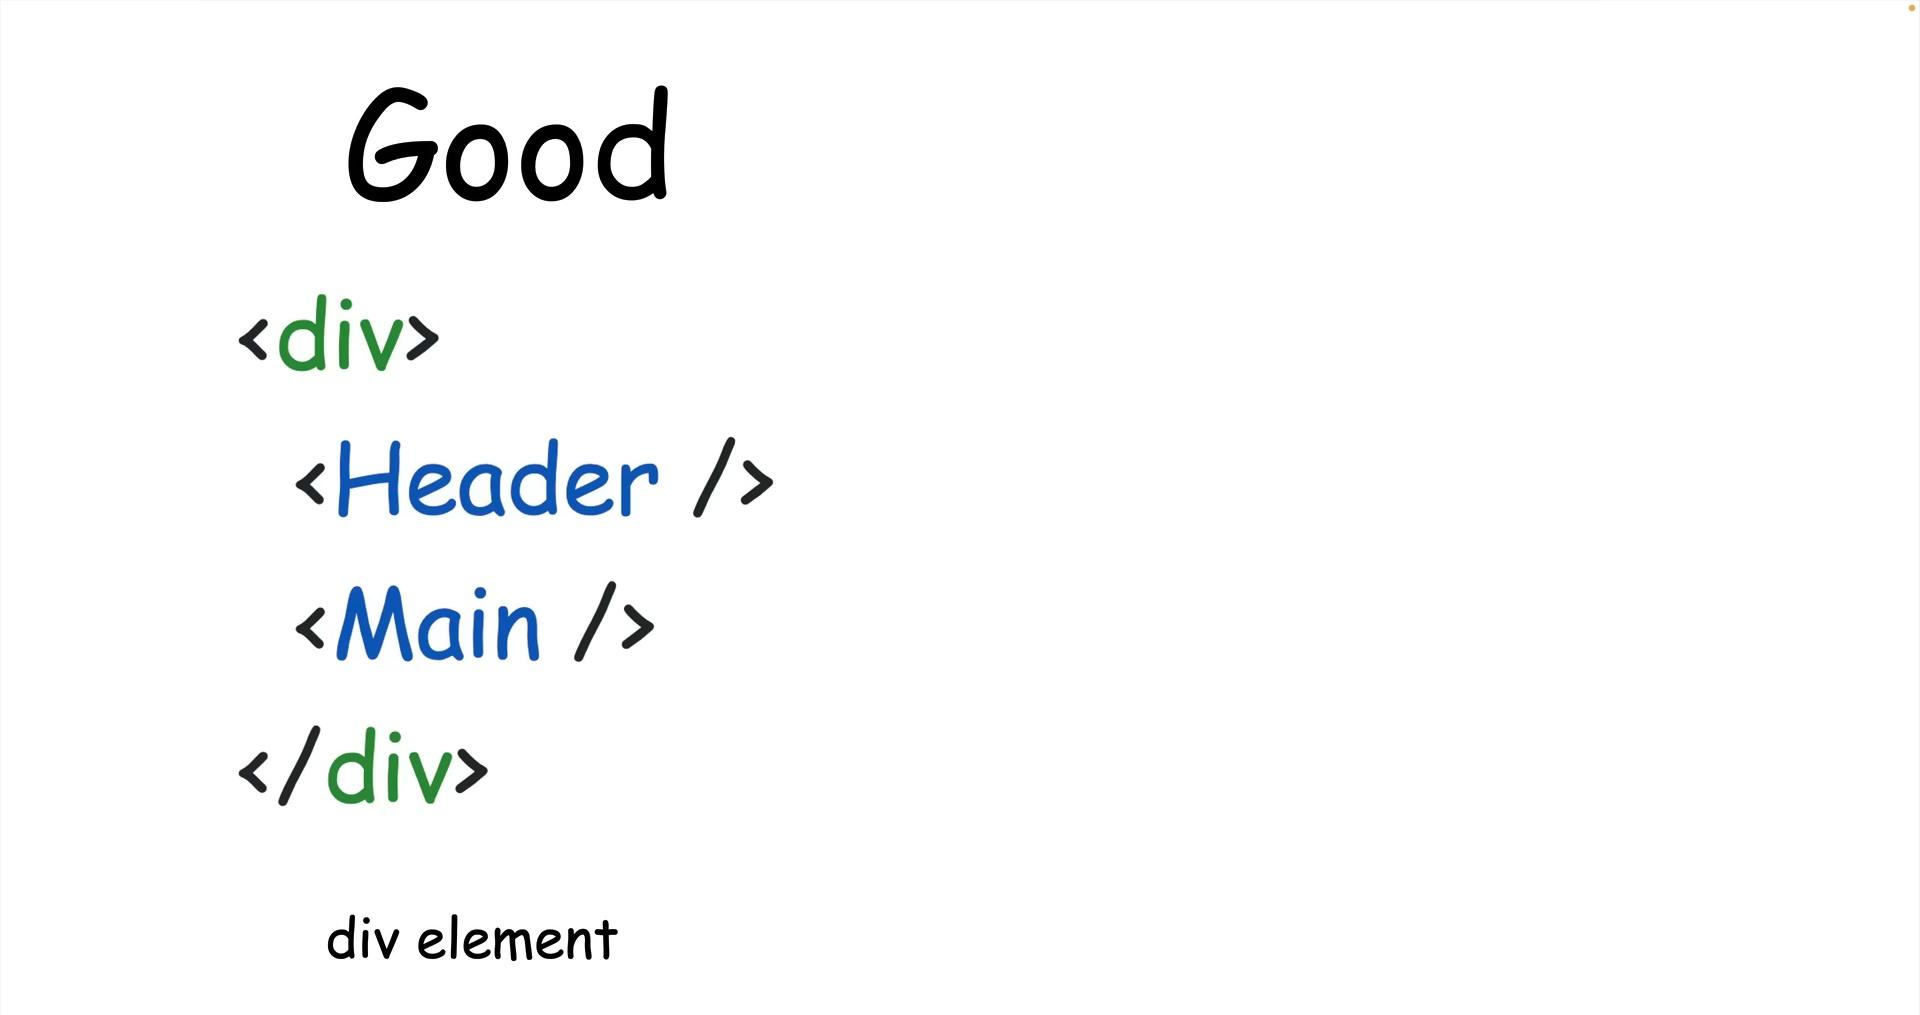 Good
<div>
<Header />
<Main />
</div>
div element